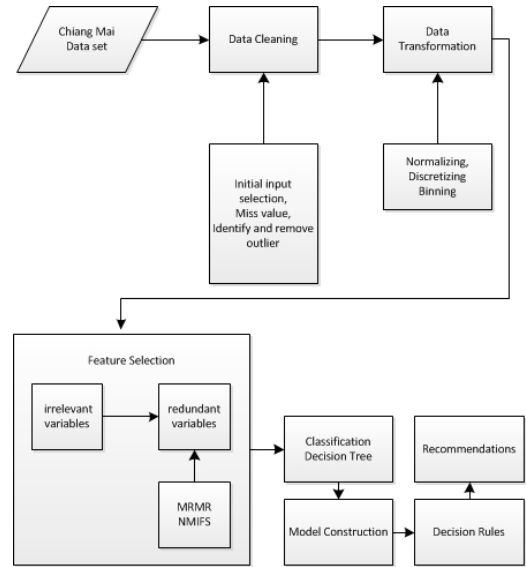 Chiang Mai
Data set
Data Cleaning
Data
Transformation
Initial input
selection,
Miss value,
Identify and remove
outlier
Normalizing,
Discretizing
Binning
Feature Selection
irrelevant
variables
redundant
variables
MRMR
NMIFS
Classification
Decision Tree
Recommendations
Model Construction
Decision Rules